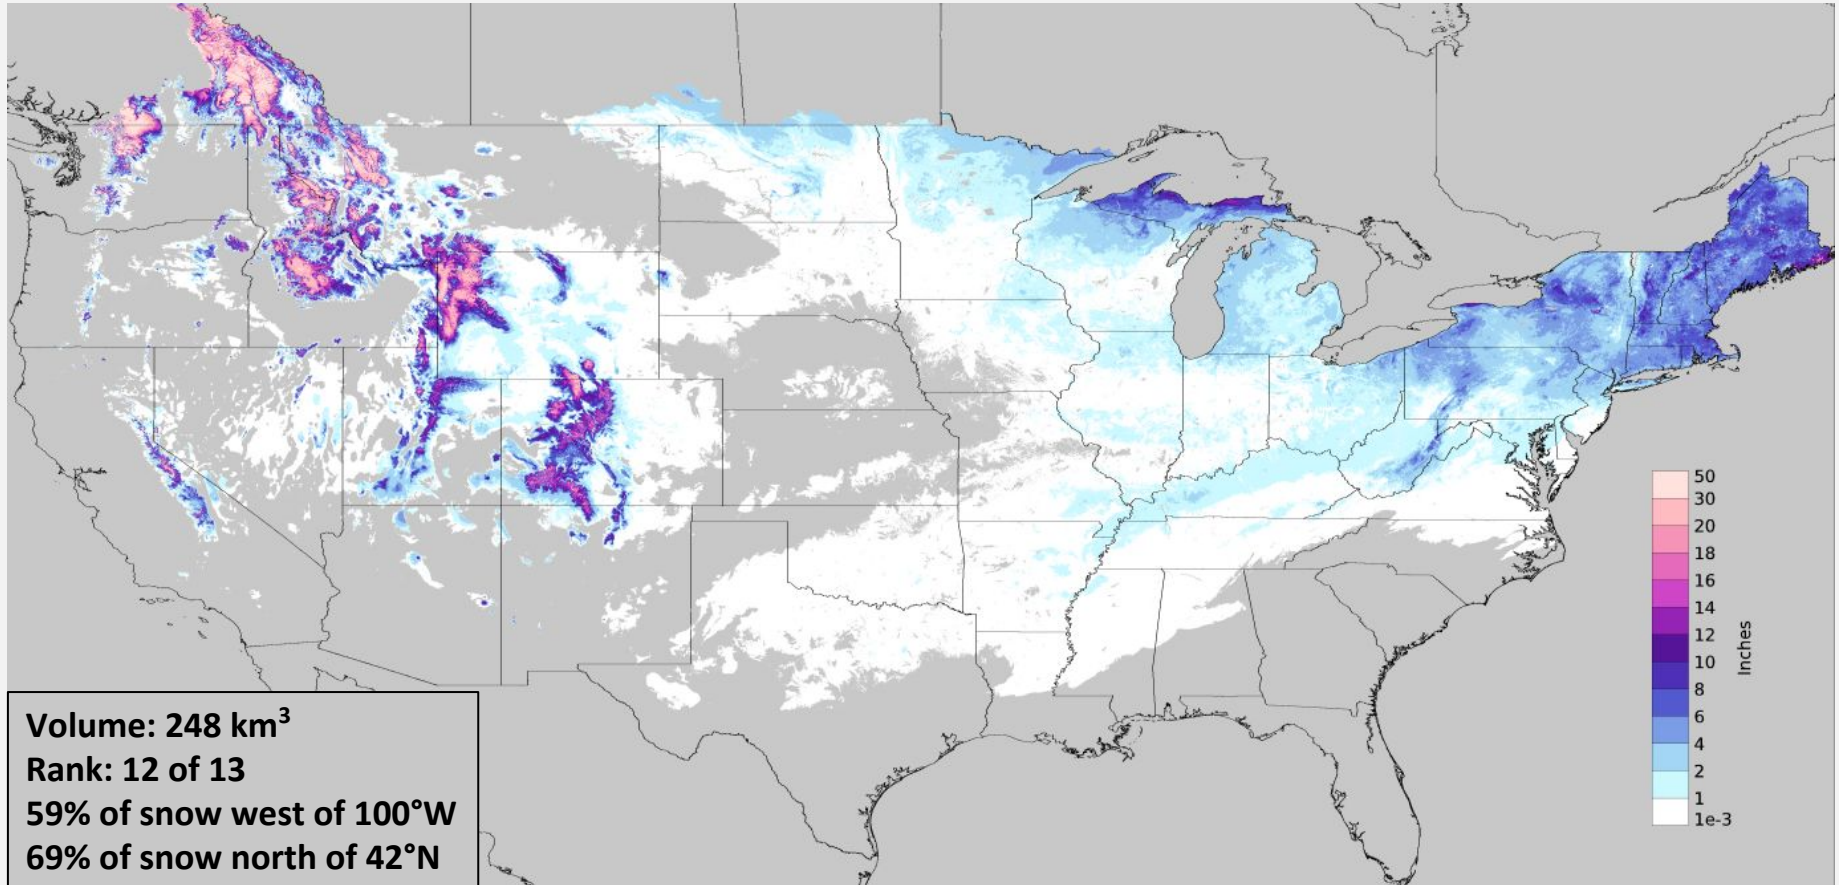 Volume: 248 km³
Rank: 12 of 13
59% of snow west of 100°W
69% of snow north of 42°N
50
30
20
18
16
14
12
10
8
6
4
2
1
1e-3
Inches